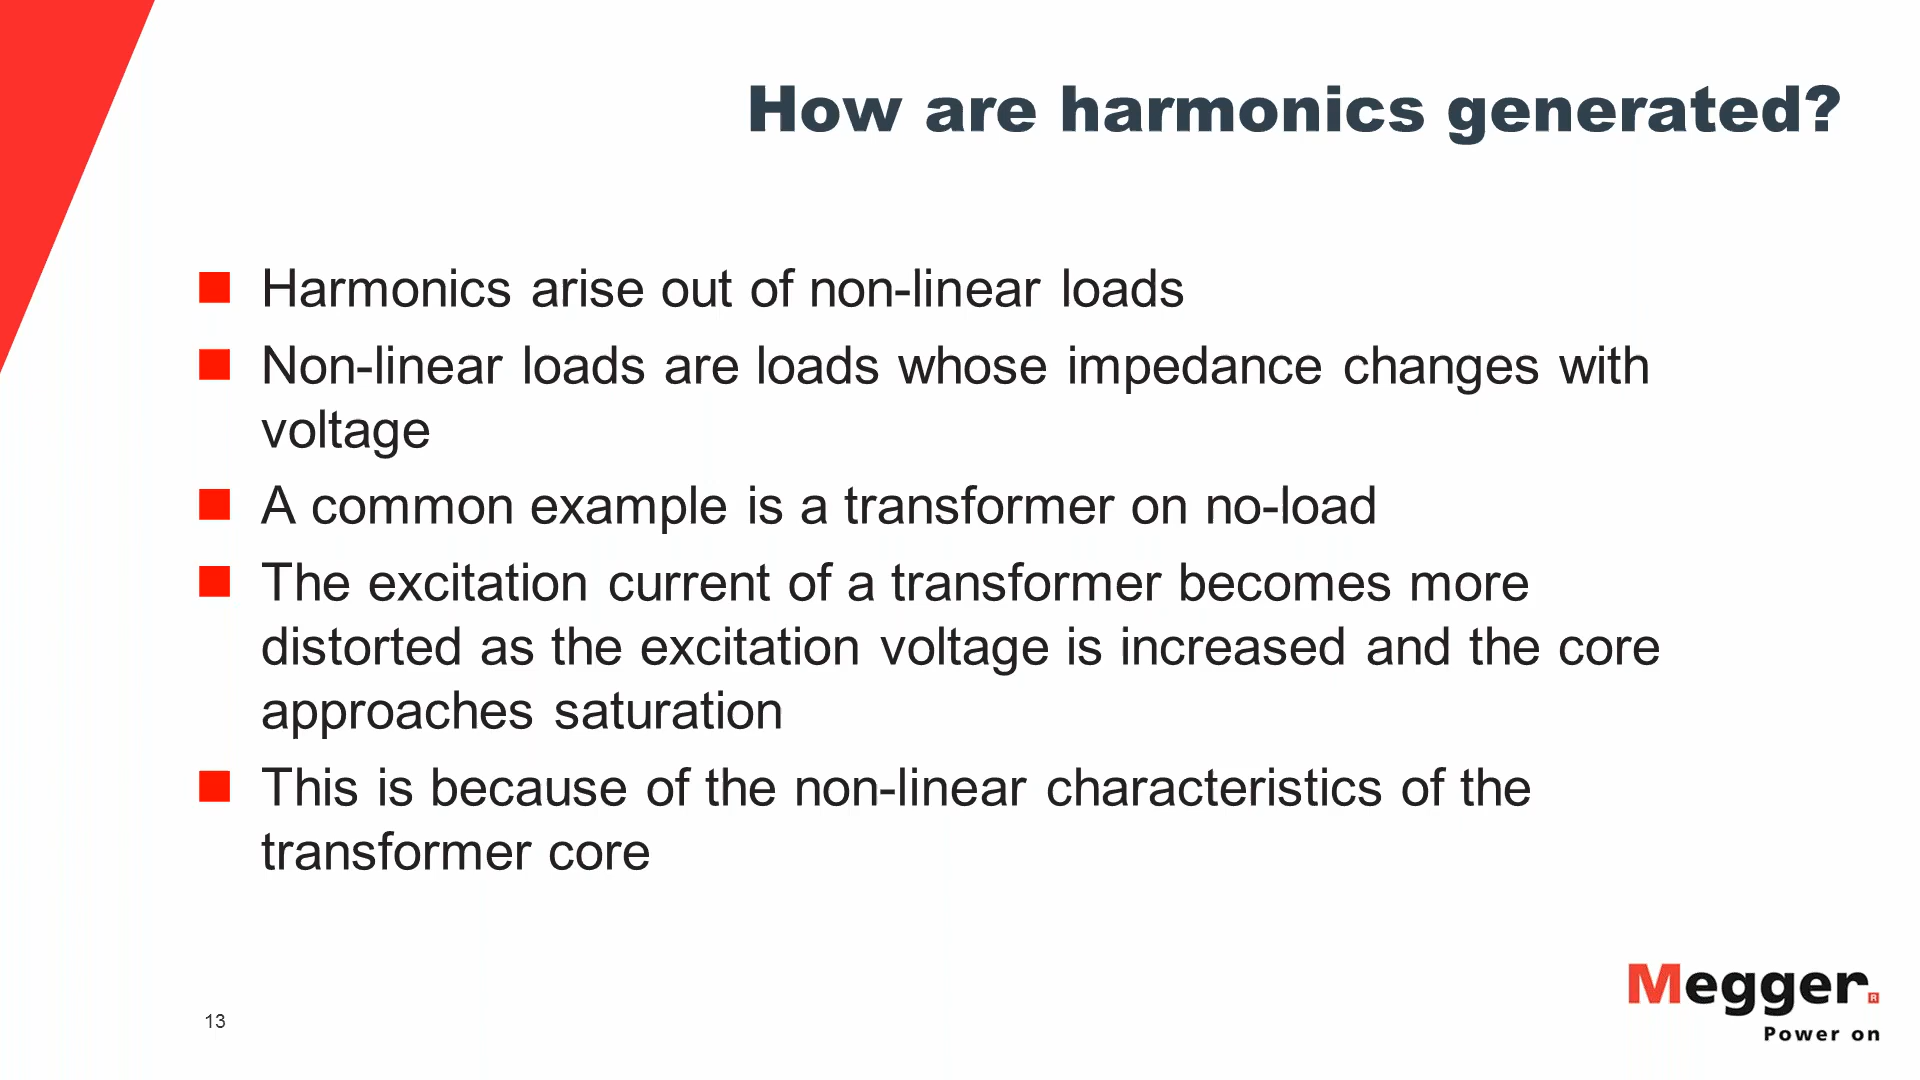 How are harmonics generated?
Harmonics arise out of non-linear loads
Non-linear loads are loads whose impedance changes with
voltage
A common example is a transformer on no-load
The excitation current of a transformer becomes more
distorted as the excitation voltage is increased and the core
approaches saturation
This is because of the non-linear characteristics of the
transformer core
13
Megger®
Power on